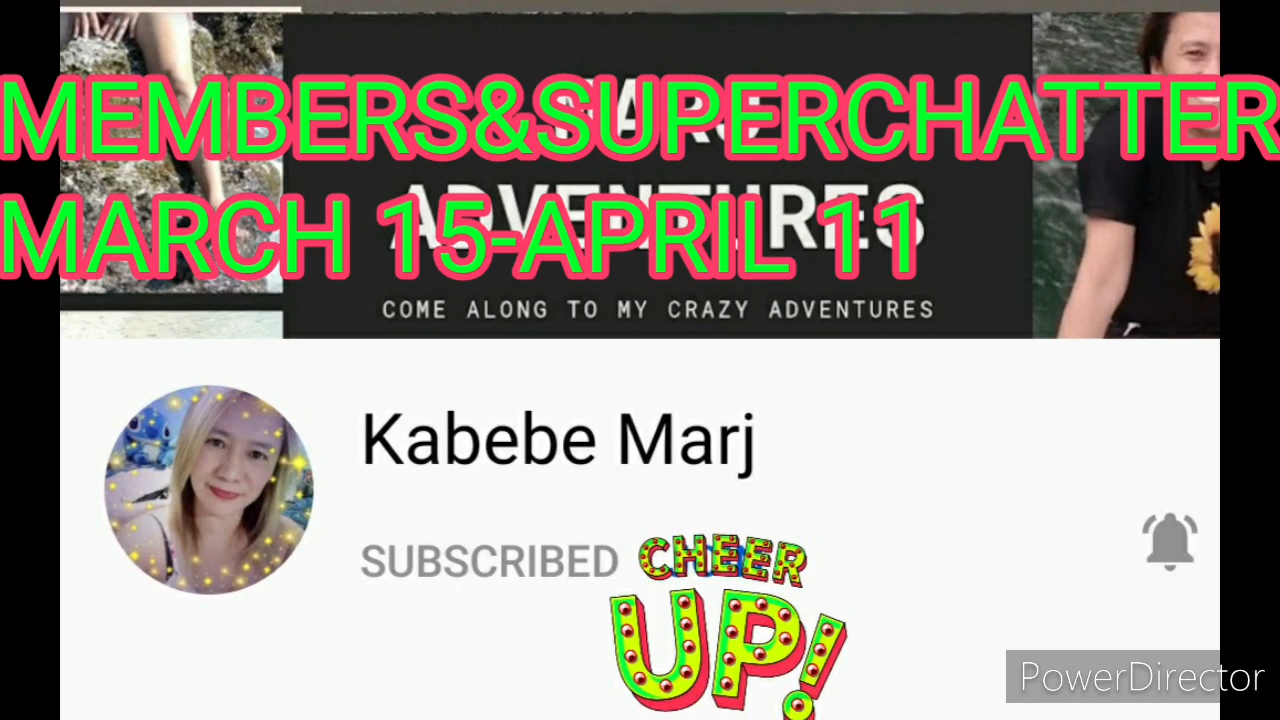 MEMBERS&SUPERCHATTER
MARCH 15-APRIL 11
ADVENTURES
COME ALONG TO MY CRAZY ADVENTURES
Kabebe Marj
SUBSCRIBED
CHEER
UP!
PowerDirector